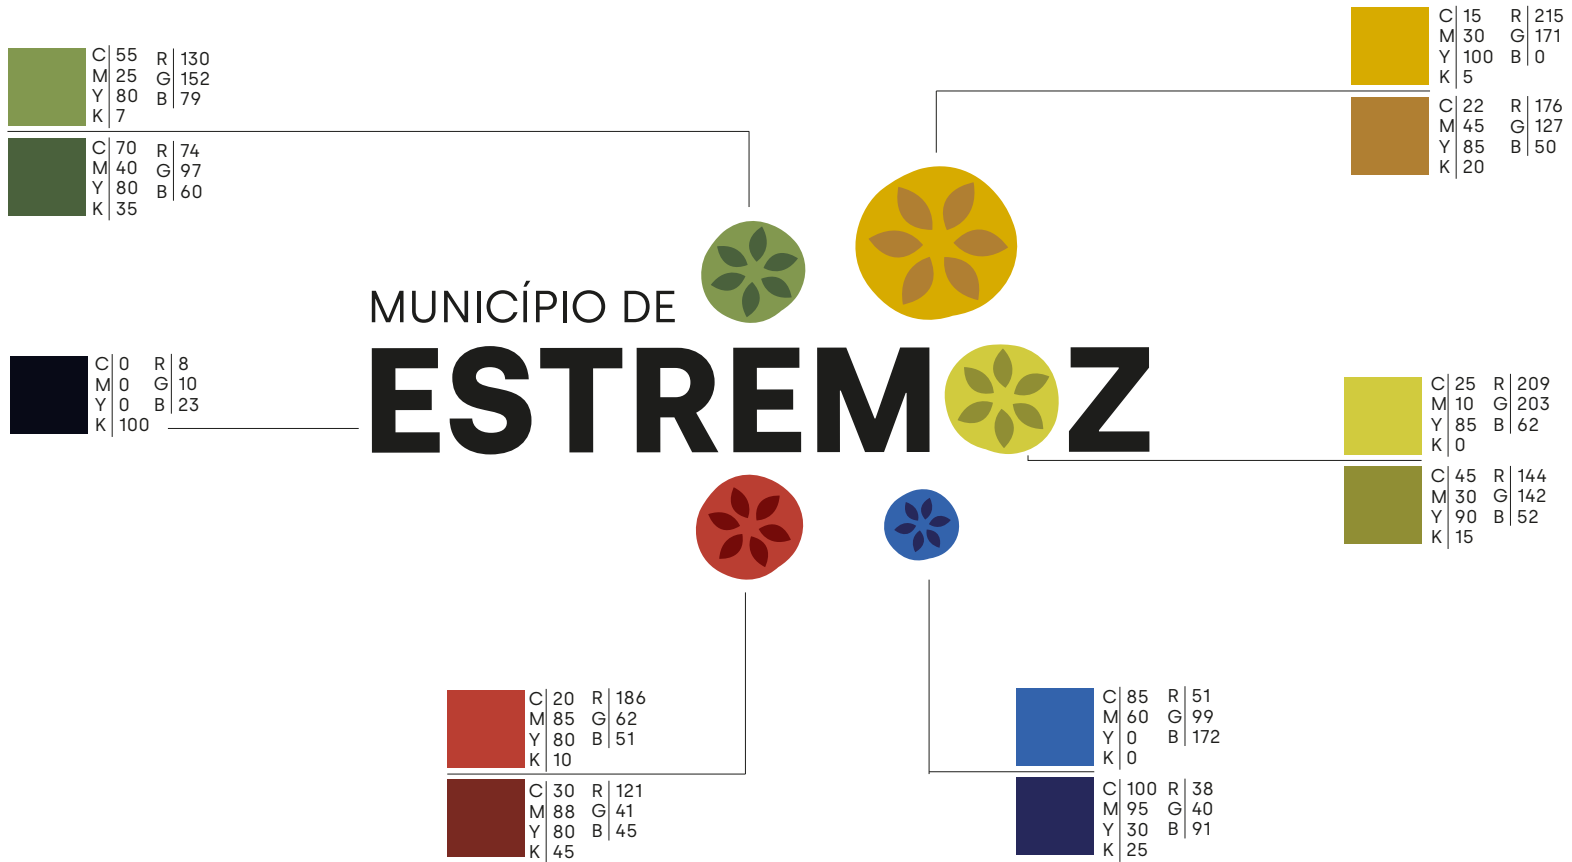 C 15 R 215
M 30 G 171
Y 100 B 0
K 5
C 22 R 176
M 45 G 127
Y 85 B 50
K 20
C 55 R 130
M 25 G 152
Y 80 B 79
K 7
C 70 R 74
M 40 G 97
Y 80 B 60
K 35
MUNICÍPIO DE
ESTREMOZ
C 0 R 8
M 0 G 10
Y 0 B 23
K 100
C 25 R 209
M 10 G 203
Y 85 B 62
K 0
C 45 R 144
M 30 G 142
Y 90 B 52
K 15
C 20 R 186
M 85 G 62
Y 80 B 51
K 10
C 30 R 121
M 88 G 41
Y 80 B 45
K 45
C 85 R 51
M 60 G 99
Y 0 B 172
K 0
C 100 R 38
M 95 G 40
Y 30 B 91
K 25